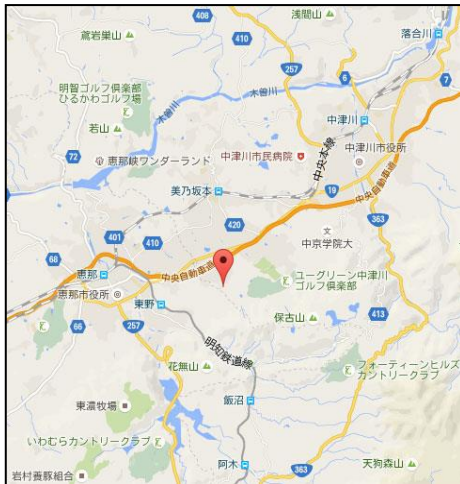 鳶岩巣山
408
410
浅間山
落合川
257
明智ゴルフ倶楽部
ひるかわゴルフ場
木曽川
6
7
中津川
若山
木曽川
72
恵那峡ワンダーランド
中津川市民病院
中央本線
中津川市役所
美乃坂本
19
中央自動車道
420
363
401
410
中京学院大
68
恵那
中央自動車道
恵那市役所
東野
ユーグリーン中津川
ゴルフ倶楽部
66
257
保古山
413
花無山
明知鉄道線
フォーティーンヒルズ
カントリークラブ
東濃牧場
飯沼
いわむらカントリークラブ
阿木
363
天狗森山
岩村養豚組合